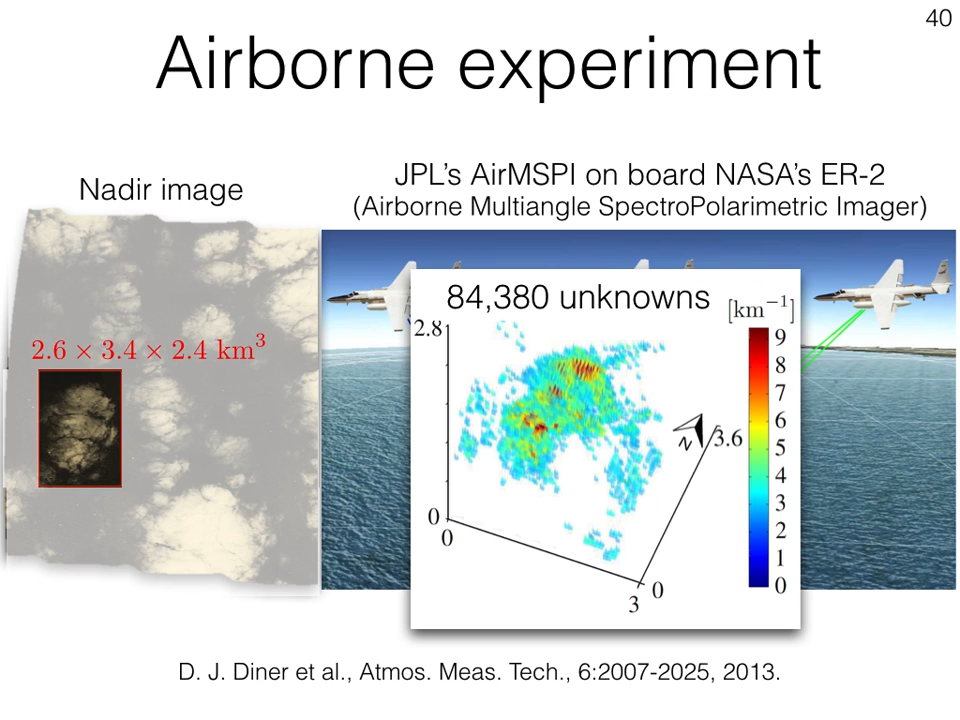 40
Airborne experiment
Nadir image
JPL's AirMSPI on board NASA's ER-2
(Airborne Multiangle SpectroPolarimetric Imager)
2.6 × 3.4 × 2.4 km³
84,380 unknowns
[km⁻¹]
2.8
0
0
3
0
3.6
N
9
8
7
6
5
4
3
2
1
0
D. J. Diner et al., Atmos. Meas. Tech., 6:2007-2025, 2013.